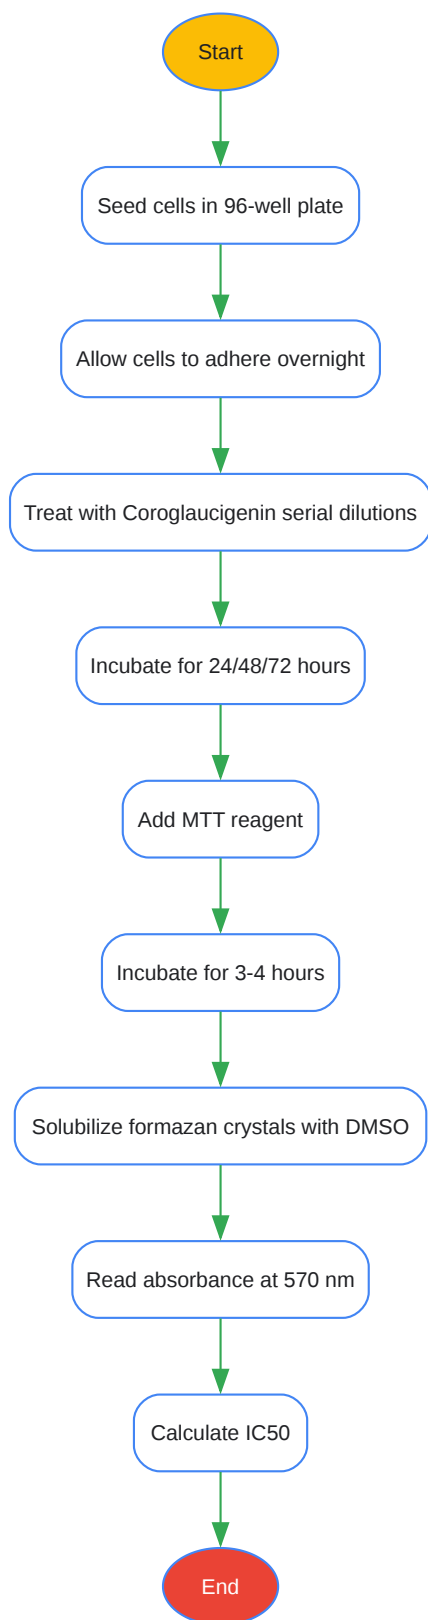 Start
Seed cells in 96-well plate
Allow cells to adhere overnight
Treat with Coroglaucigenin serial dilutions
Incubate for 24/48/72 hours
Add MTT reagent
Incubate for 3-4 hours
Solubilize formazan crystals with DMSO
Read absorbance at 570 nm
Calculate IC50
End